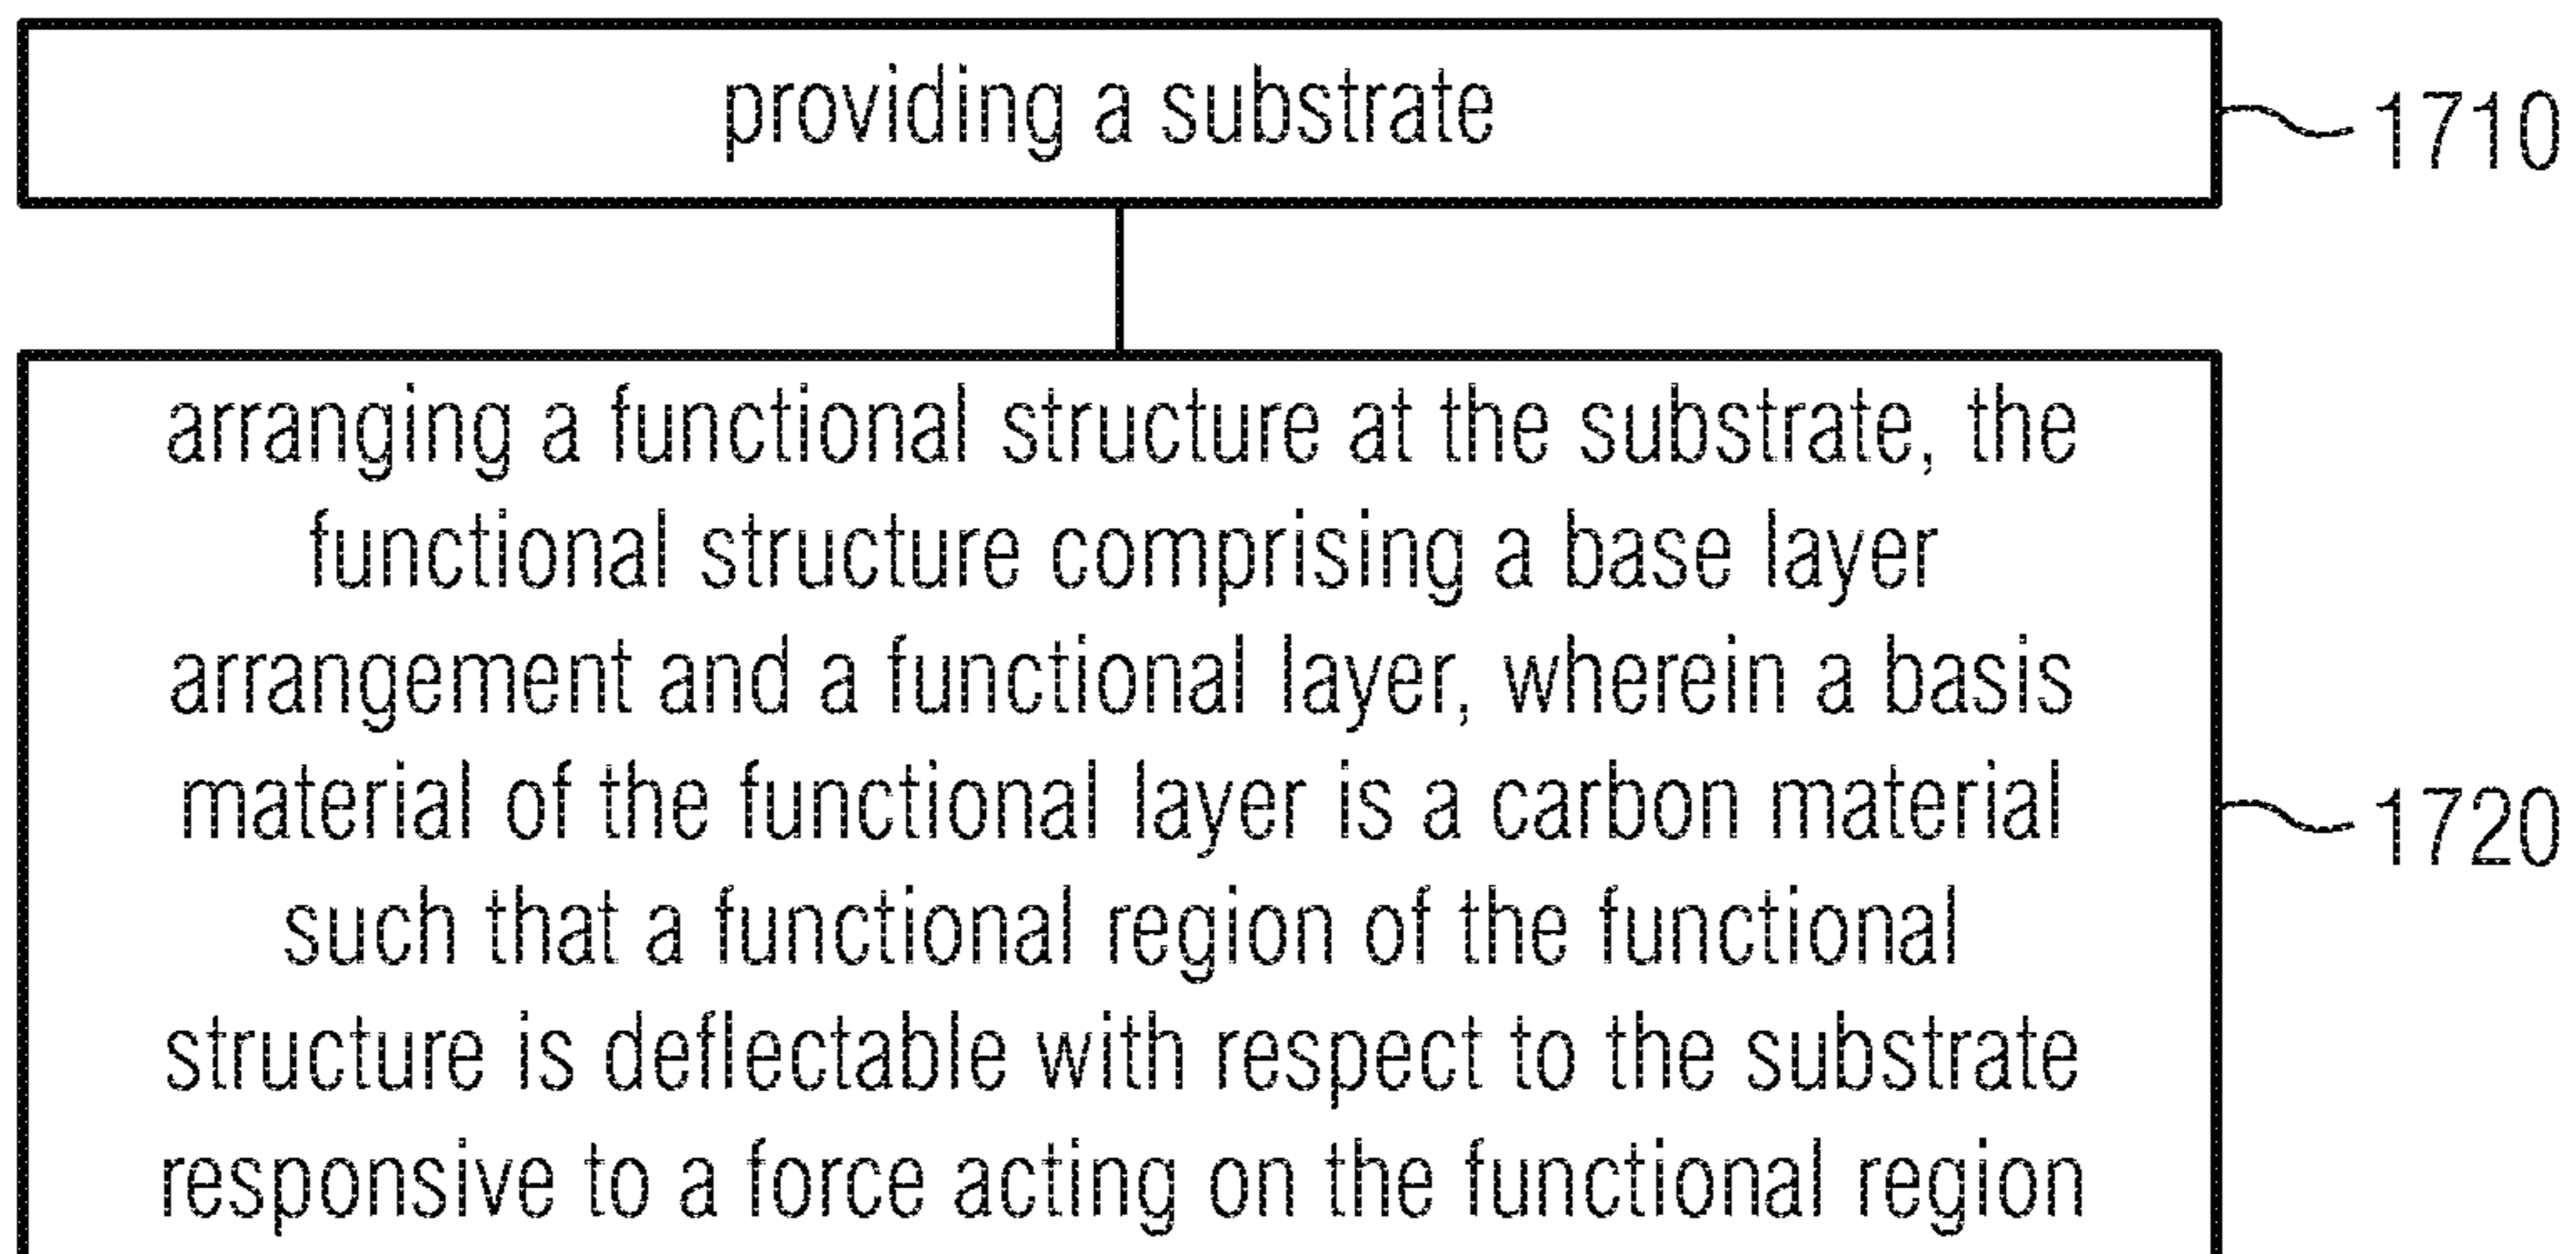 providing a substrate
1710
arranging a functional structure at the substrate, the
functional structure comprising a base layer
arrangement and a functional layer, wherein a basis
material of the functional layer is a carbon material
such that a functional region of the functional
structure is deflectable with respect to the substrate
responsive to a force acting on the functional region
1720